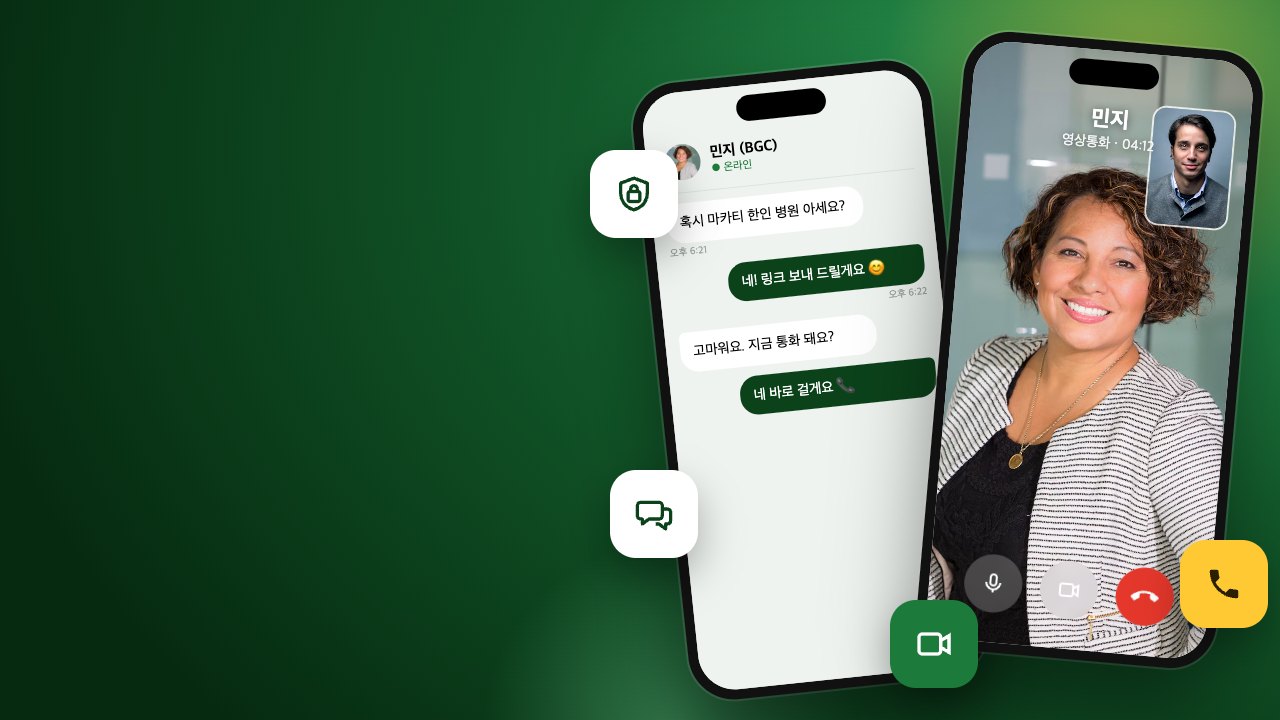 민지 (BGC)
온라인
혹시 마카티 한인 병원 아세요?
오후 6:21
네! 링크 보내 드릴게요 😊
오후 6:22
고마워요. 지금 통화 돼요?
네 바로 걸게요 📞
민지
영상통화 · 04:12